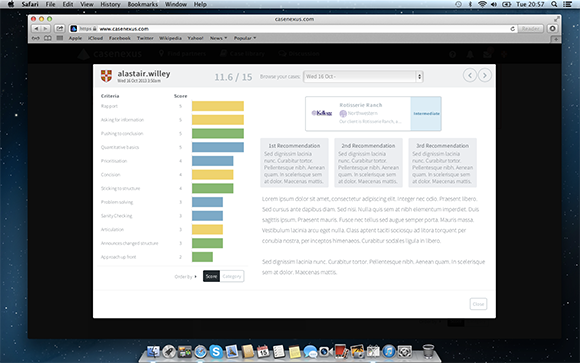 Safari File Edit View History Bookmarks Window Help
Tue 20:57
casenexus.com
https www.casenexus.com
Reader
iCloud Apple iCloud Facebook Twitter Wikipedia Yahoo! News Popular
casenexus
alastair.willey
Wed 16 Oct 2013 3:50am
11.6 / 15
Browse your cases:
Wed 16 Oct -
Criteria Score
Rapport 5
Asking for information 5
Pushing to conclusion 5
Quantitative basics 5
Prioritisation 4
Concision 4
Sticking to structure 4
Problem solving 3
Sanity Checking 3
Articulation 3
Announces changed structure 3
Approach up front 2
Order by:
Score
Category
Kellogg
Rotisserie Ranch
Northwestern
Intermediate
1st Recommendation
Sed dignissim lacinia
nunc. Curabitur tortor.
Pellentesque nibh. Aenean
quam. In scelerisque sem
at dolor. Maecenas mattis.
2nd Recommendation
Sed dignissim lacinia
nunc. Curabitur tortor.
Pellentesque nibh. Aenean
quam. In scelerisque sem
at dolor. Maecenas mattis.
3rd Recommendation
Sed dignissim lacinia
nunc. Curabitur tortor.
Pellentesque nibh. Aenean
quam. In scelerisque sem
at dolor. Maecenas mattis.
Lorem ipsum dolor sit amet, consectetur adipiscing elit. Integer nec odio. Praesent libero.
Sed cursus ante dapibus diam. Sed nisi. Nulla quis sem at nibh elementum imperdiet. Duis
sagittis ipsum. Praesent mauris. Fusce nec tellus sed augue semper porta. Mauris massa.
Vestibulum lacinia arcu eget nulla. Class aptent taciti sociosqu ad litora torquent per
conubia nostra, per inceptos himenaeos. Curabitur sodales ligula in libero.
Sed dignissim lacinia nunc. Curabitur tortor. Pellentesque nibh. Aenean quam. In scelerisque
sem at dolor. Maecenas mattis.
Close